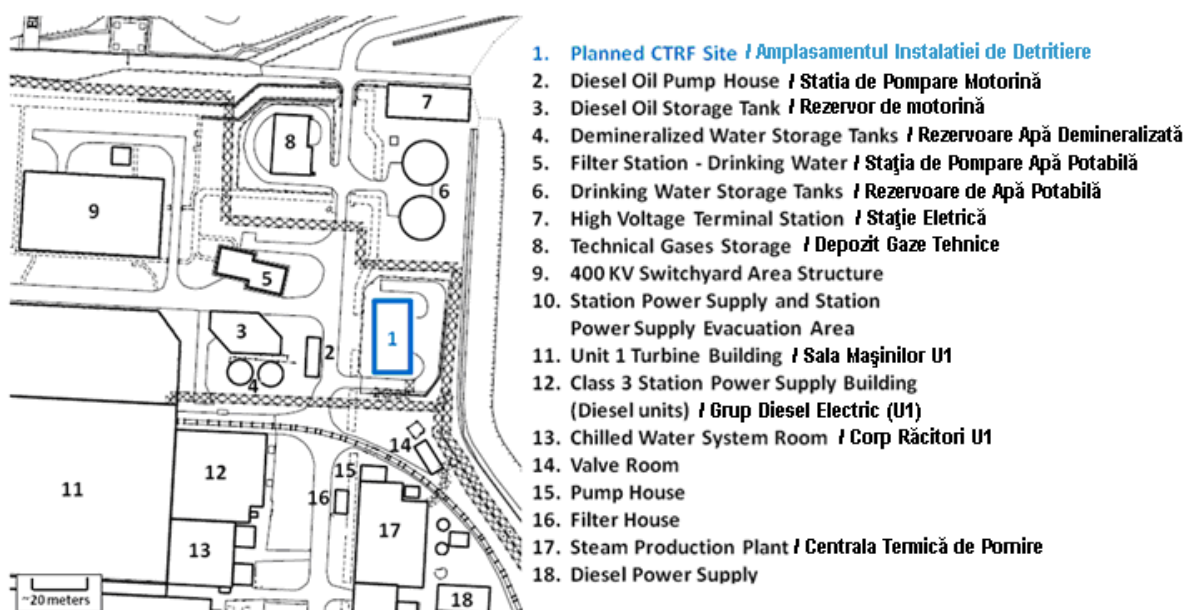 1. Planned CTRF Site / Amplasamentul Instalatiei de Detritiere
2. Diesel Oil Pump House / Statia de Pompare Motorină
3. Diesel Oil Storage Tank / Rezervor de motorină
4. Demineralized Water Storage Tanks / Rezervoare Apă Demineralizată
5. Filter Station - Drinking Water / Staţia de Pompare Apă Potabilă
6. Drinking Water Storage Tanks / Rezervoare de Apă Potabilă
7. High Voltage Terminal Station / Staţie Eletrică
8. Technical Gases Storage / Depozit Gaze Tehnice
9. 400 KV Switchyard Area Structure
10. Station Power Supply and Station
Power Supply Evacuation Area
11. Unit 1 Turbine Building / Sala Maşinilor U1
12. Class 3 Station Power Supply Building
(Diesel units) / Grup Diesel Electric (U1)
13. Chilled Water System Room / Corp Răcitori U1
14. Valve Room
15. Pump House
16. Filter House
17. Steam Production Plant / Centrala Termică de Pornire
18. Diesel Power Supply
7
8
6
9
5
1
3
2
4
14
12
15
11
16
17
13
~20 meters
18